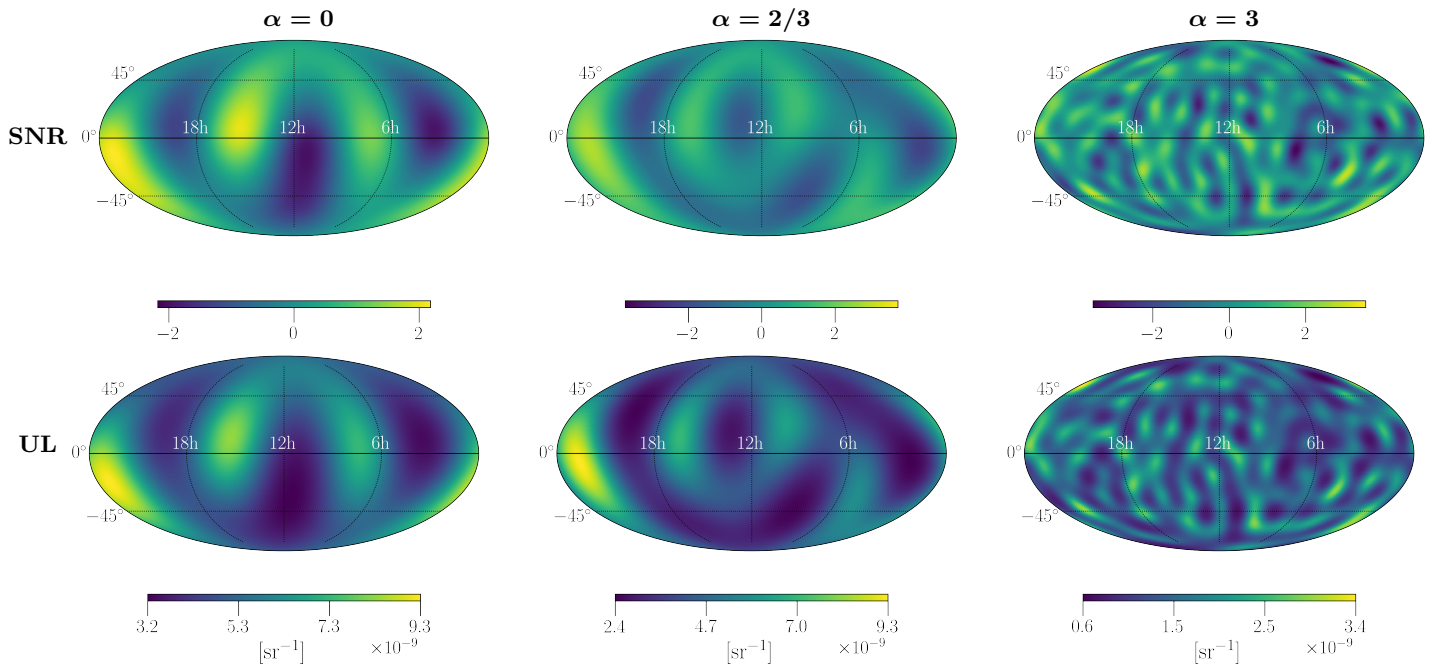 α = 0 α = 2/3 α = 3
45° 45° 45°
SNR 0° 18h 12h 6h 0° 18h 12h 6h 0° 18h 12h 6h
−45° −45° −45°
−2 0 2 −2 0 2 −2 0 2
45° 45° 45°
UL 0° 18h 12h 6h 0° 18h 12h 6h 0° 18h 12h 6h
−45° −45° −45°
3.2 5.3 7.3 9.3 2.4 4.7 7.0 9.3 0.6 1.5 2.5 3.4
[sr⁻¹] ×10⁻⁹ [sr⁻¹] ×10⁻⁹ [sr⁻¹] ×10⁻⁹